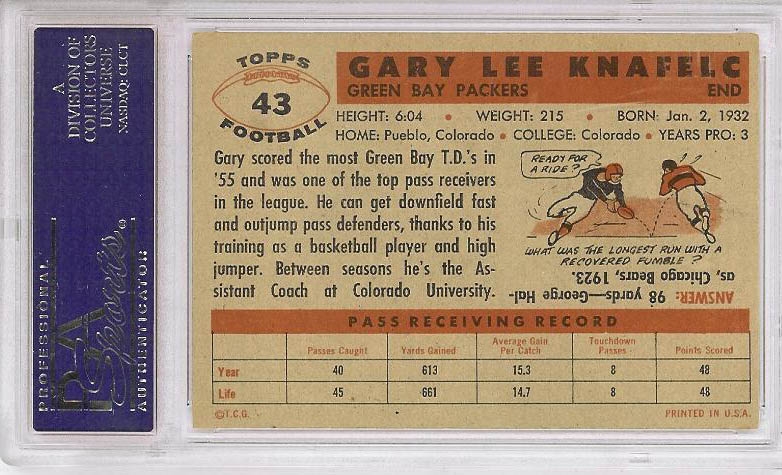 A
DIVISION OF
COLLECTORS
UNIVERSE
NASDAQ: CLCT
PROFESSIONAL
PSA
Sports ®
AUTHENTICATOR
TOPPS
43
FOOTBALL
GARY LEE KNAFELC
GREEN BAY PACKERS END
HEIGHT: 6:04 • WEIGHT: 215 • BORN: Jan. 2, 1932
HOME: Pueblo, Colorado • COLLEGE: Colorado • YEARS PRO: 3
Gary scored the most Green Bay T.D.'s in
'55 and was one of the top pass receivers
in the league. He can get downfield fast
and outjump pass defenders, thanks to his
training as a basketball player and high
jumper. Between seasons he's the As-
sistant Coach at Colorado University.
READY FOR
A RIDE?
WHAT WAS THE LONGEST RUN WITH A
RECOVERED FUMBLE?
ANSWER: 98 yards—George Hal-
as, Chicago Bears, 1923.
PASS RECEIVING RECORD
Passes Caught Yards Gained Average Gain Per Catch Touchdown Passes Points Scored
Year 40 613 15.3 8 48
Life 45 661 14.7 8 48
©T.C.G. PRINTED IN U.S.A.